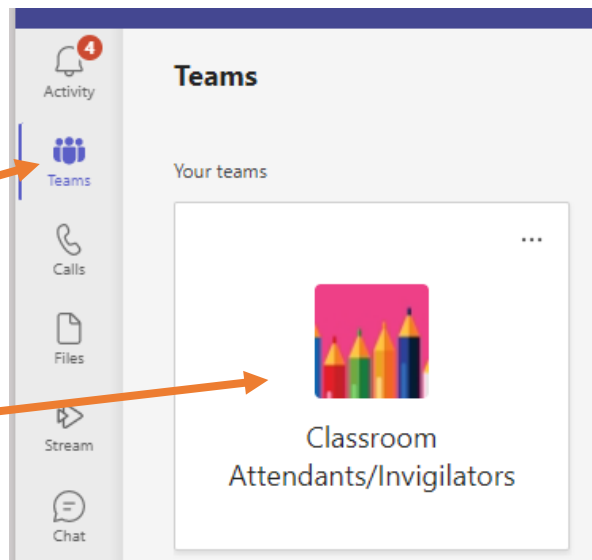 4
Activity
Teams
Calls
Files
Stream
Chat
Teams
Your teams
...
Classroom
Attendants/Invigilators